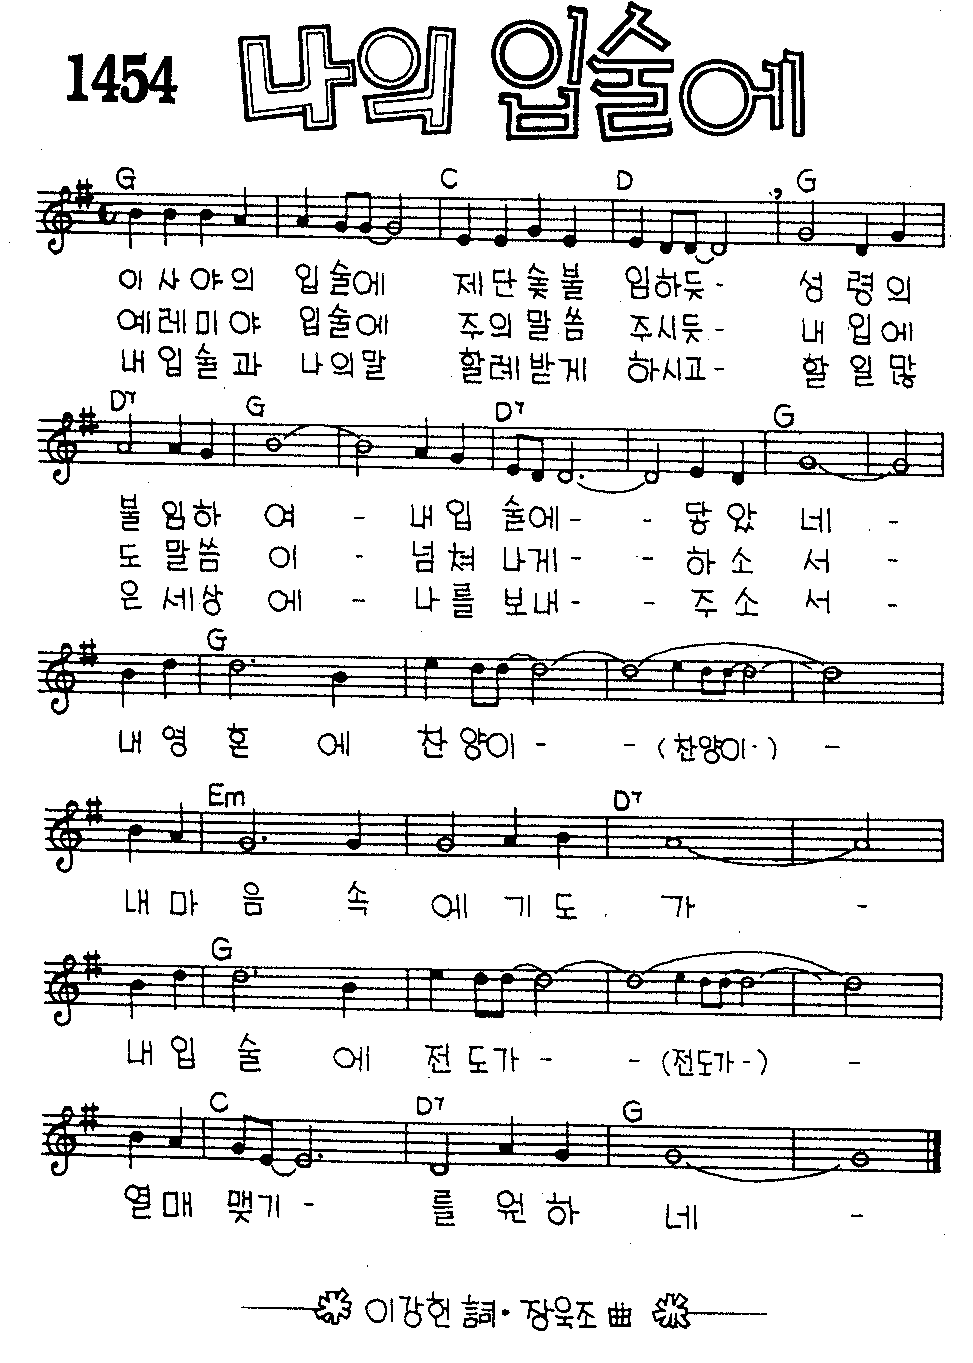 1454 나의 입술에
G C D G
이사야의 입술에 제단숯불 임하듯- 성령의
예레미야 입술에 주의말씀 주시듯- 내입에
내입술과 나의말 할례받게 하시고- 할일많
D7 G D7 G
불임하여 - 내입술에- - 닿았네 -
도말씀이 - 넘쳐나게- - 하소서 -
은세상에 - 나를보내- - 주소서 -
G
내영혼에 찬양이- - (찬양이-) -
Em D7
내마음속에기도가 -
G
내입술에 전도가- - (전도가-) -
C D7 G
열매맺기-를원하네 -
이강헌 詞·장욱조 曲